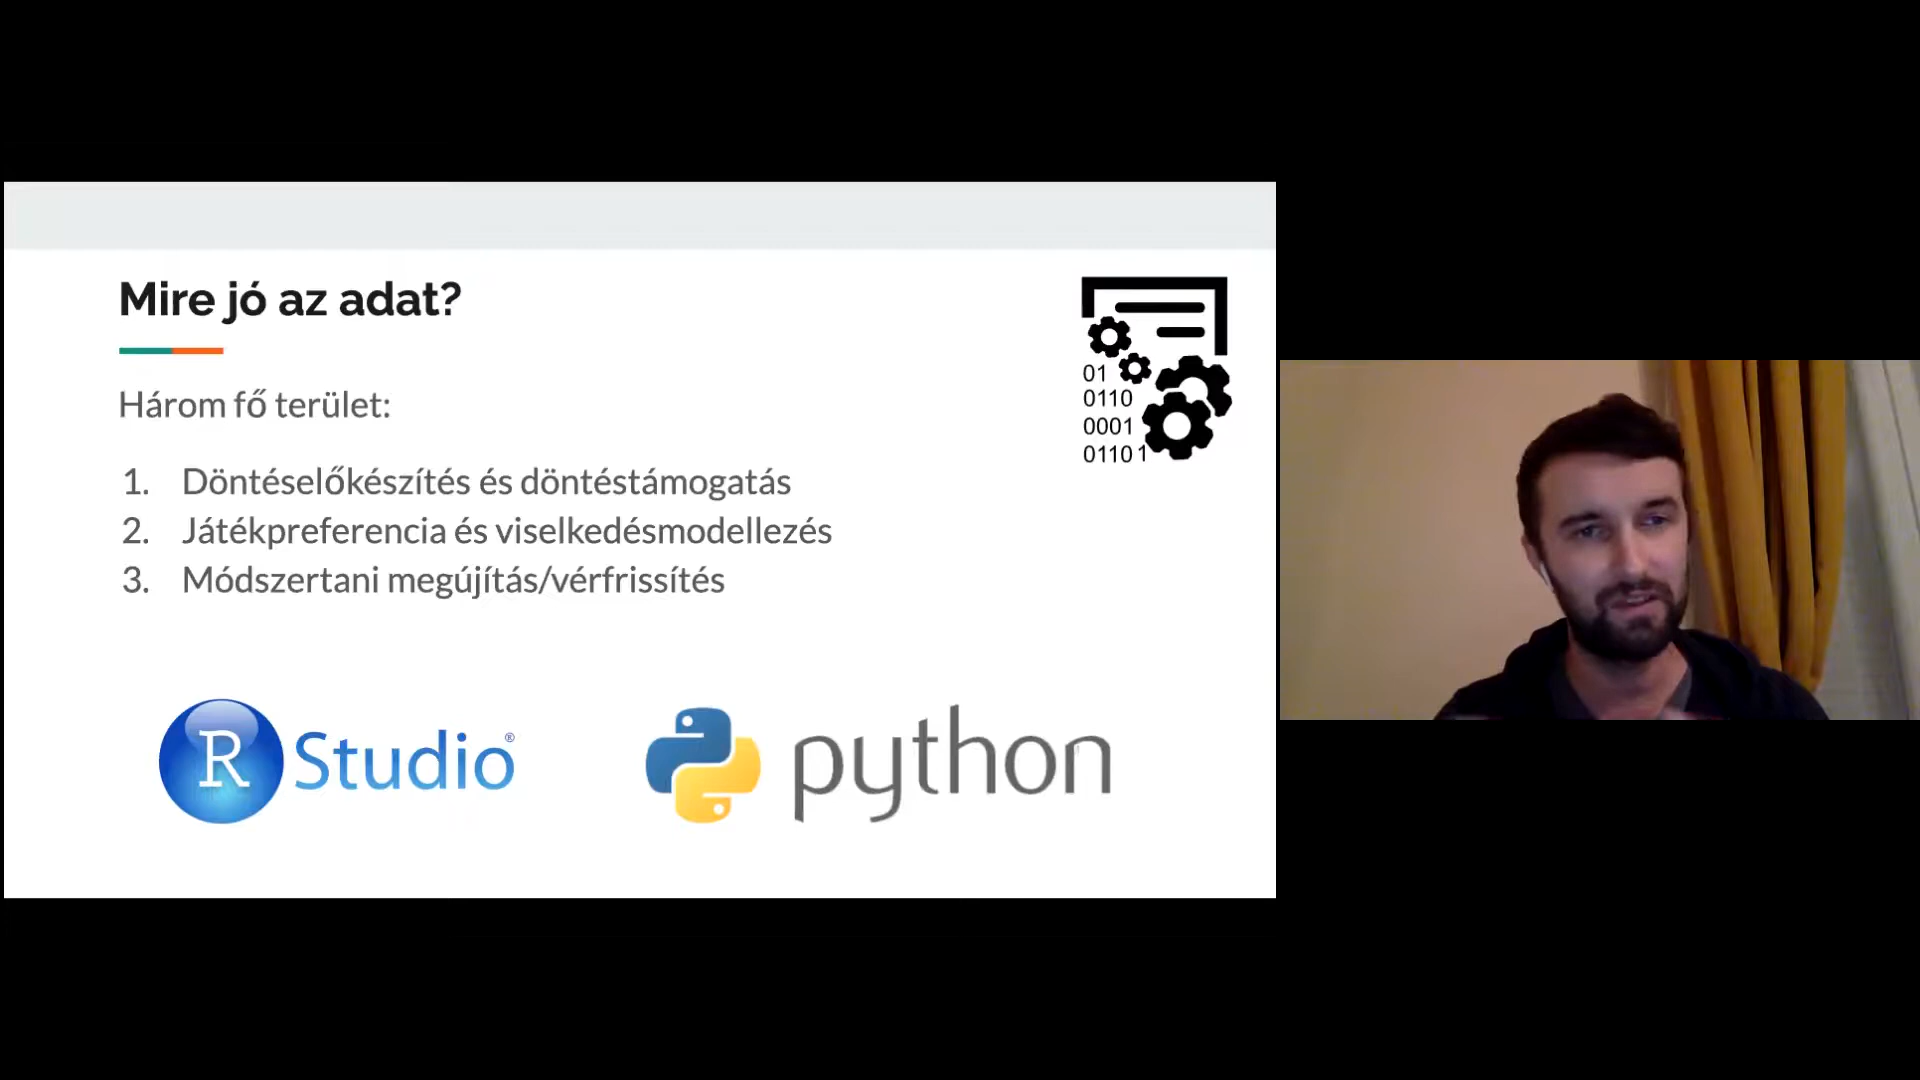 Mire jó az adat?
Három fő terület:
1. Döntéselőkészítés és döntéstámogatás
2. Játékpreferencia és viselkedésmodellezés
3. Módszertani megújítás/vérfrissítés
01
0110
0001
0110 1
R Studio®
python